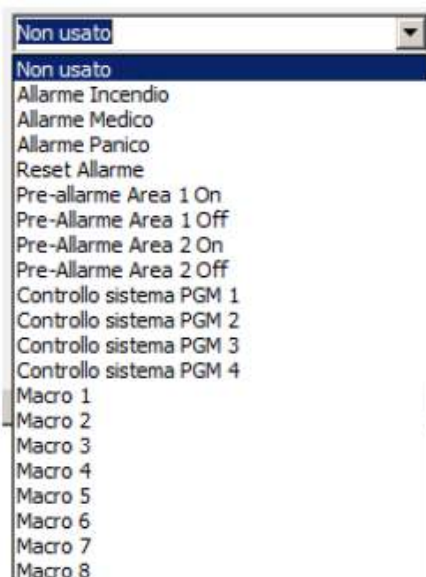 Non usato
Non usato
Allarme Incendio
Allarme Medico
Allarme Panico
Reset Allarme
Pre-allarme Area 1 On
Pre-Allarme Area 1 Off
Pre-Allarme Area 2 On
Pre-Allarme Area 2 Off
Controllo sistema PGM 1
Controllo sistema PGM 2
Controllo sistema PGM 3
Controllo sistema PGM 4
Macro 1
Macro 2
Macro 3
Macro 4
Macro 5
Macro 6
Macro 7
Macro 8